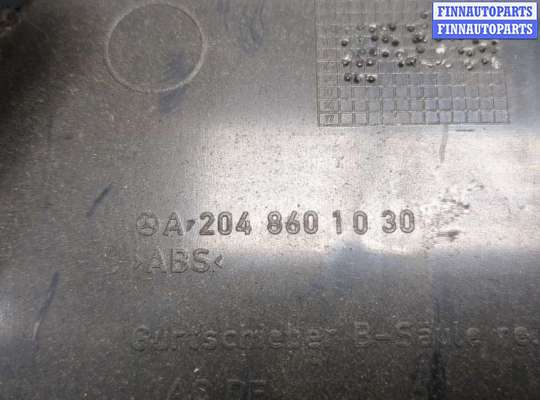 FINNAUTOPARTS
FINNAUTOPARTS
A 204 860 10 30
>ABS<
Gurtschieber B-Säule re.